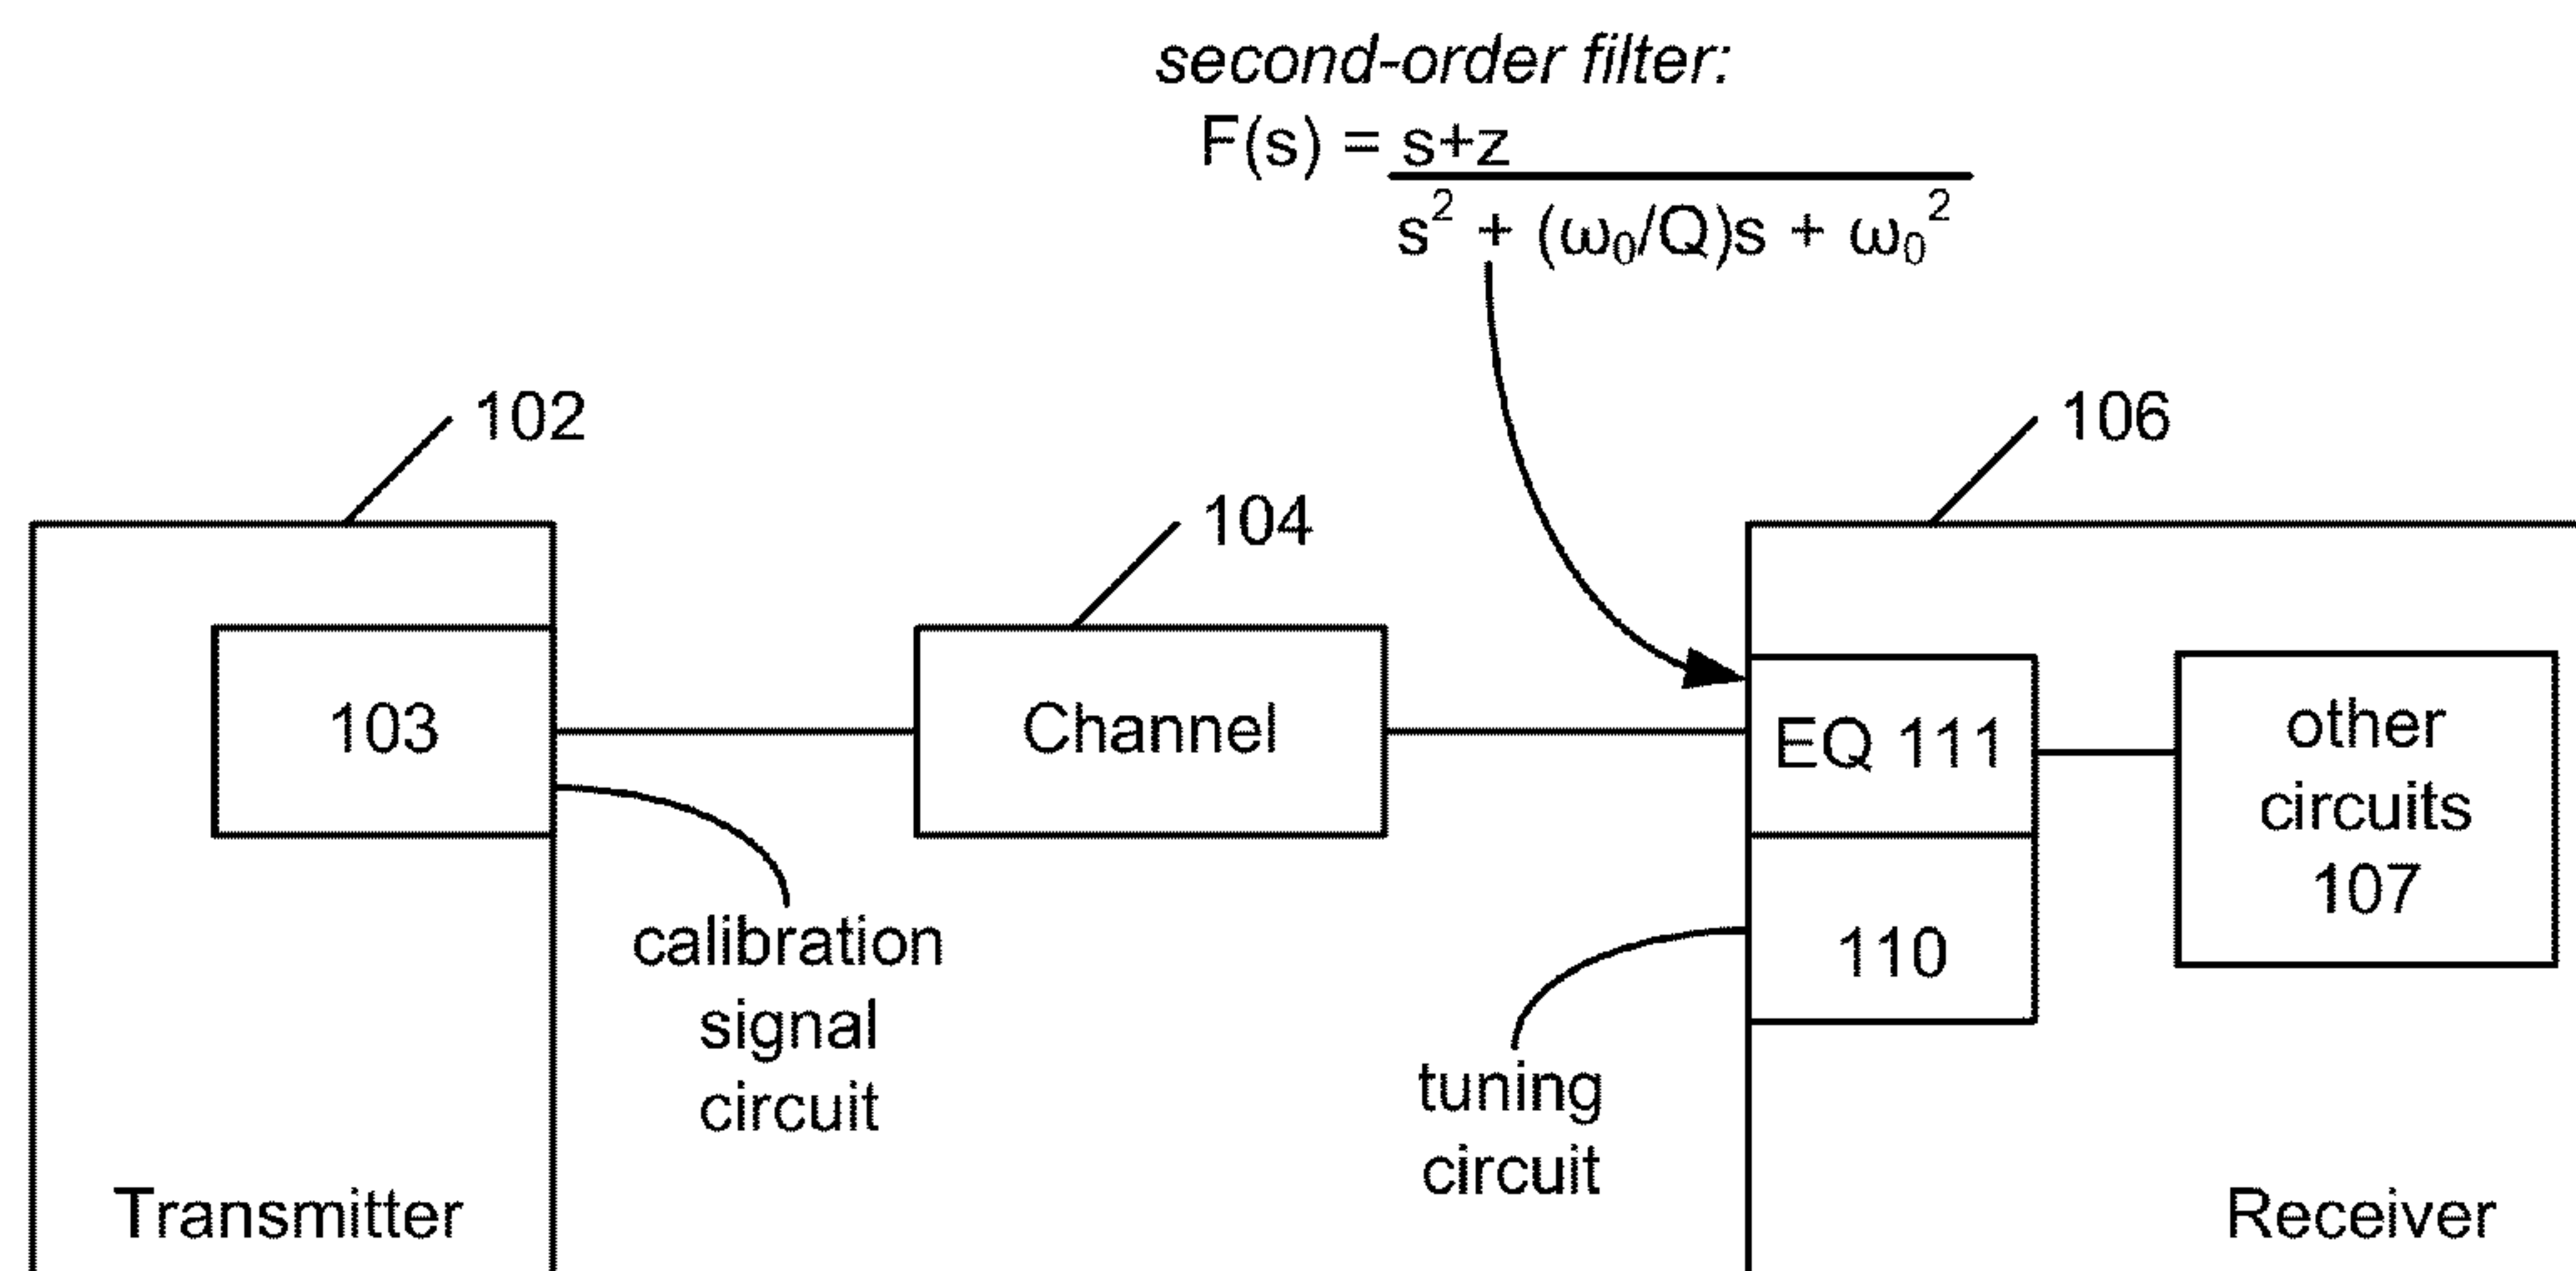 second-order filter:
F(s) = s+z
s² + (ω₀/Q)s + ω₀²
102
104
106
103
Channel
EQ 111
other
circuits
107
110
calibration
signal
circuit
tuning
circuit
Transmitter
Receiver